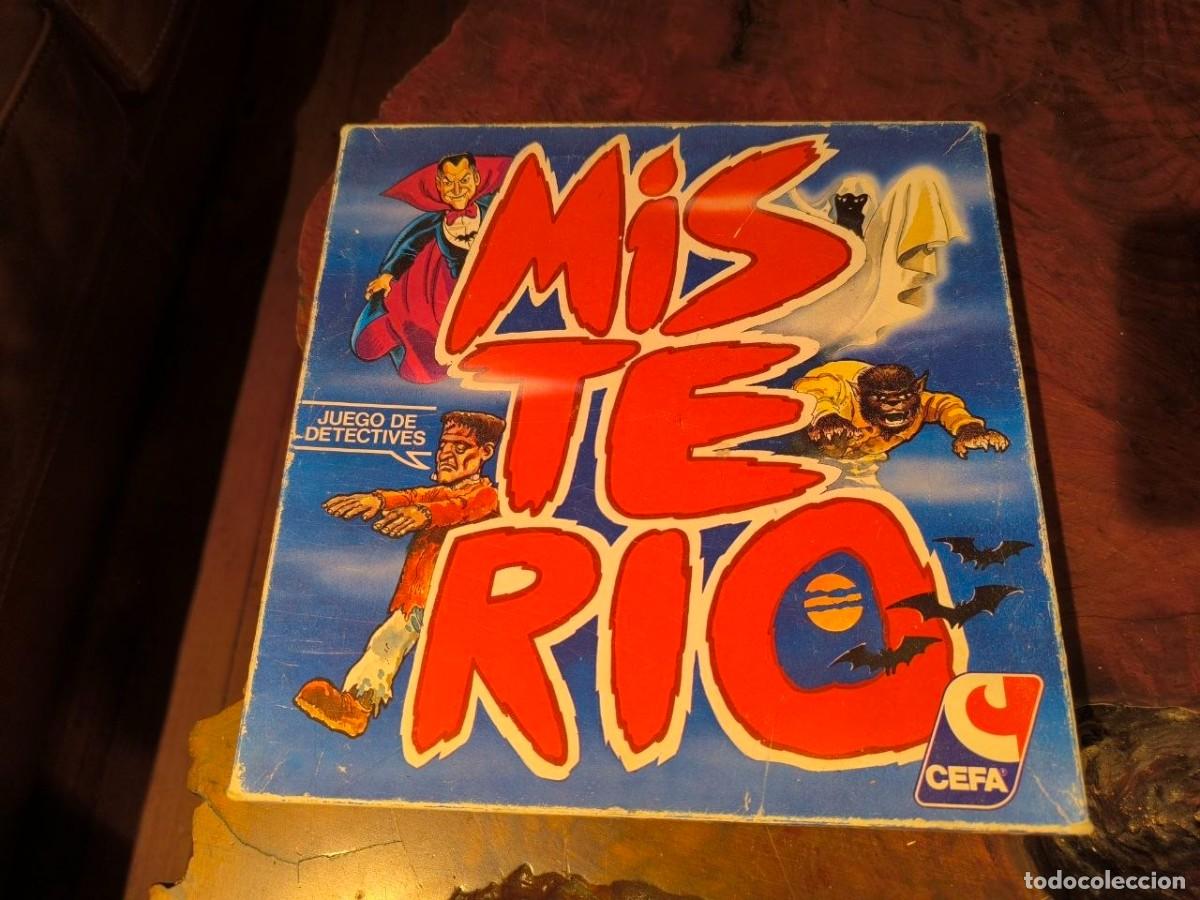 MiS
TE
RIO
JUEGO DE
DETECTIVES
CEFA®
todocoleccion